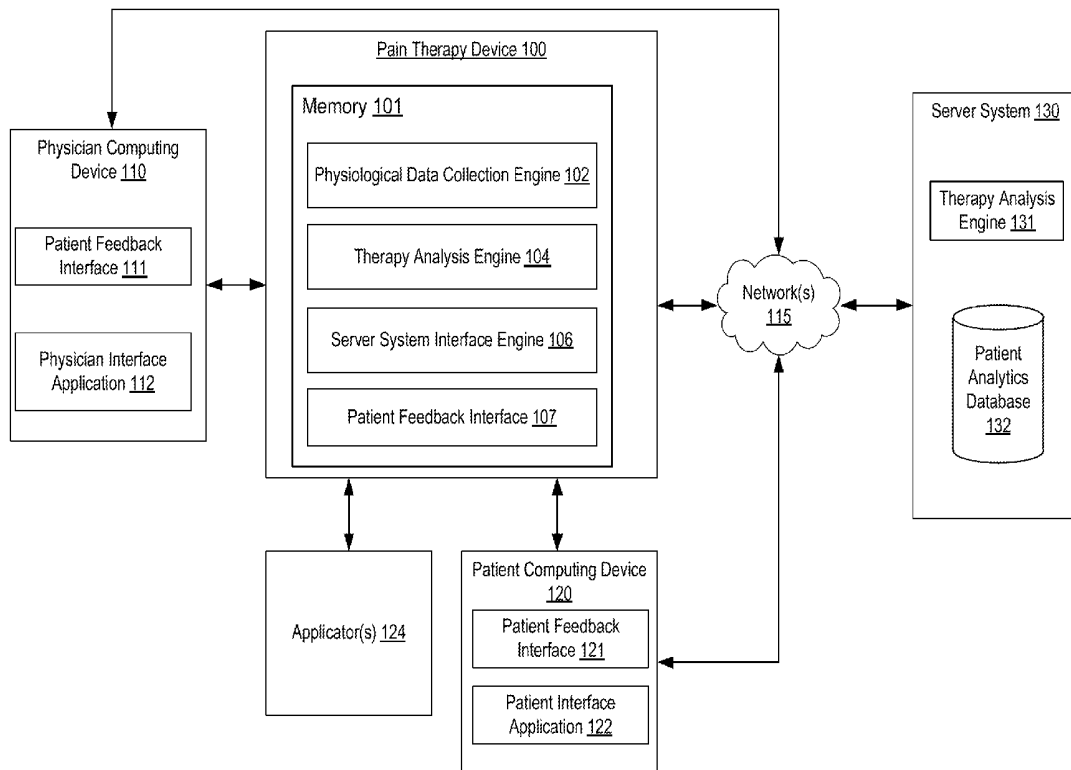 Pain Therapy Device 100
Memory 101
Physiological Data Collection Engine 102
Therapy Analysis Engine 104
Server System Interface Engine 106
Patient Feedback Interface 107
Physician Computing
Device 110
Patient Feedback
Interface 111
Physician Interface
Application 112
Network(s)
115
Server System 130
Therapy Analysis
Engine 131
Patient
Analytics
Database
132
Applicator(s) 124
Patient Computing Device
120
Patient Feedback
Interface 121
Patient Interface
Application 122